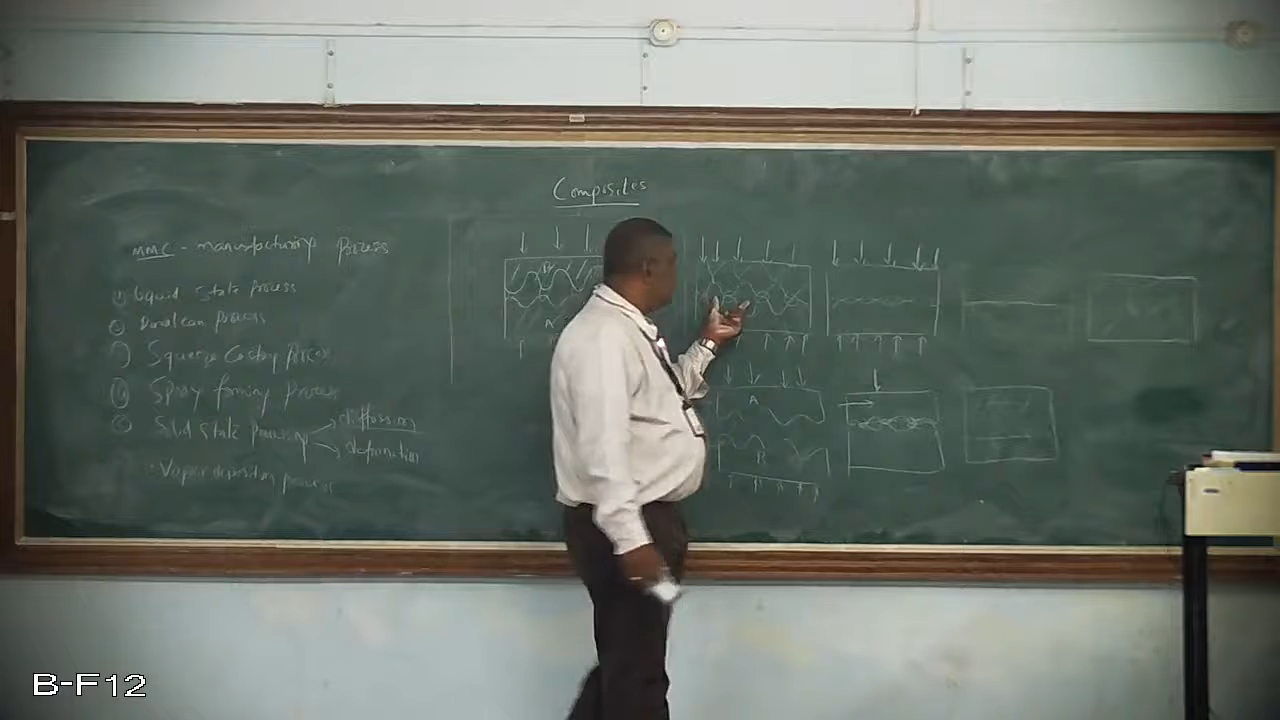 Composites
MMC - manufacturing Process
① Liquid State Process
② Process
③ Squeeze Casting Process
④ Spray forming Process
⑤ Solid State Processing
diffusion
deformation
Vapor deposition process
A
A
B
B-F12